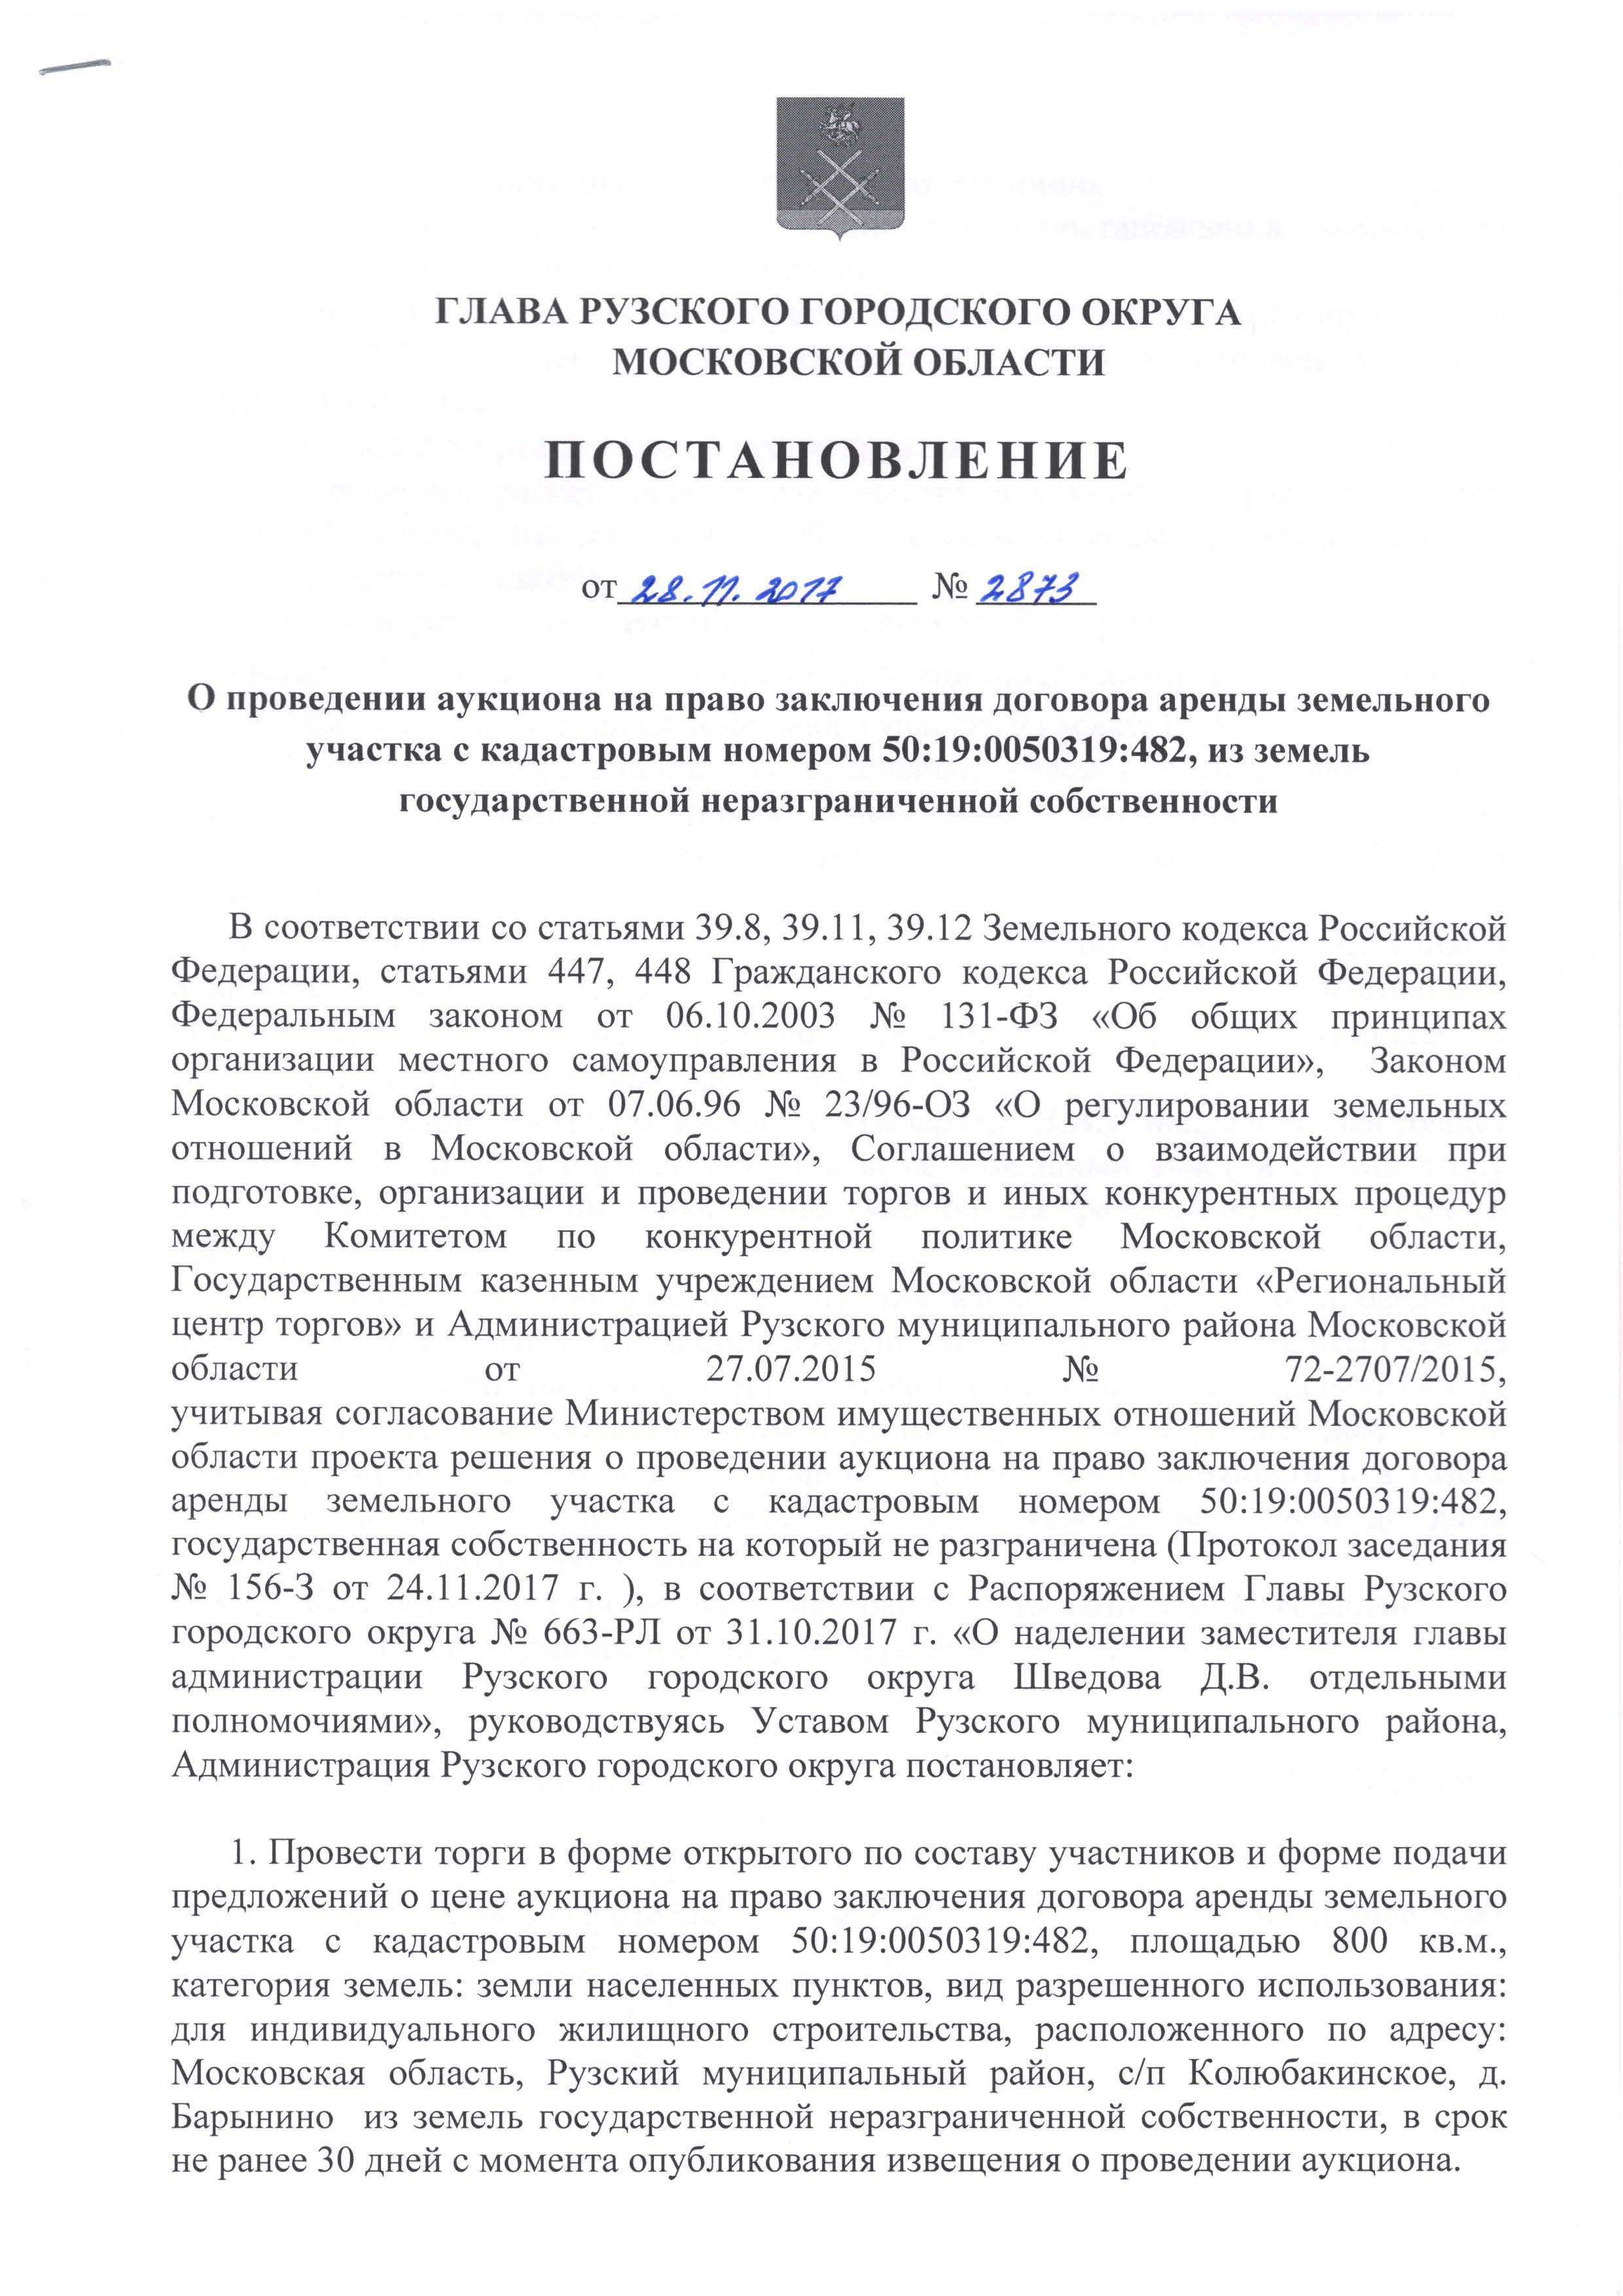 ГЛАВА РУЗСКОГО ГОРОДСКОГО ОКРУГА
МОСКОВСКОЙ ОБЛАСТИ
ПОСТАНОВЛЕНИЕ
от 28.11.2017 № 2873
О проведении аукциона на право заключения договора аренды земельного
участка с кадастровым номером 50:19:0050319:482, из земель
государственной неразграниченной собственности
В соответствии со статьями 39.8, 39.11, 39.12 Земельного кодекса Российской
Федерации, статьями 447, 448 Гражданского кодекса Российской Федерации,
Федеральным законом от 06.10.2003 № 131-ФЗ «Об общих принципах
организации местного самоуправления в Российской Федерации», Законом
Московской области от 07.06.96 № 23/96-ОЗ «О регулировании земельных
отношений в Московской области», Соглашением о взаимодействии при
подготовке, организации и проведении торгов и иных конкурентных процедур
между Комитетом по конкурентной политике Московской области,
Государственным казенным учреждением Московской области «Региональный
центр торгов» и Администрацией Рузского муниципального района Московской
области от 27.07.2015 № 72-2707/2015,
учитывая согласование Министерством имущественных отношений Московской
области проекта решения о проведении аукциона на право заключения договора
аренды земельного участка с кадастровым номером 50:19:0050319:482,
государственная собственность на который не разграничена (Протокол заседания
№ 156-З от 24.11.2017 г. ), в соответствии с Распоряжением Главы Рузского
городского округа № 663-РЛ от 31.10.2017 г. «О наделении заместителя главы
администрации Рузского городского округа Шведова Д.В. отдельными
полномочиями», руководствуясь Уставом Рузского муниципального района,
Администрация Рузского городского округа постановляет:
1. Провести торги в форме открытого по составу участников и форме подачи
предложений о цене аукциона на право заключения договора аренды земельного
участка с кадастровым номером 50:19:0050319:482, площадью 800 кв.м.,
категория земель: земли населенных пунктов, вид разрешенного использования:
для индивидуального жилищного строительства, расположенного по адресу:
Московская область, Рузский муниципальный район, с/п Колюбакинское, д.
Барынино из земель государственной неразграниченной собственности, в срок
не ранее 30 дней с момента опубликования извещения о проведении аукциона.